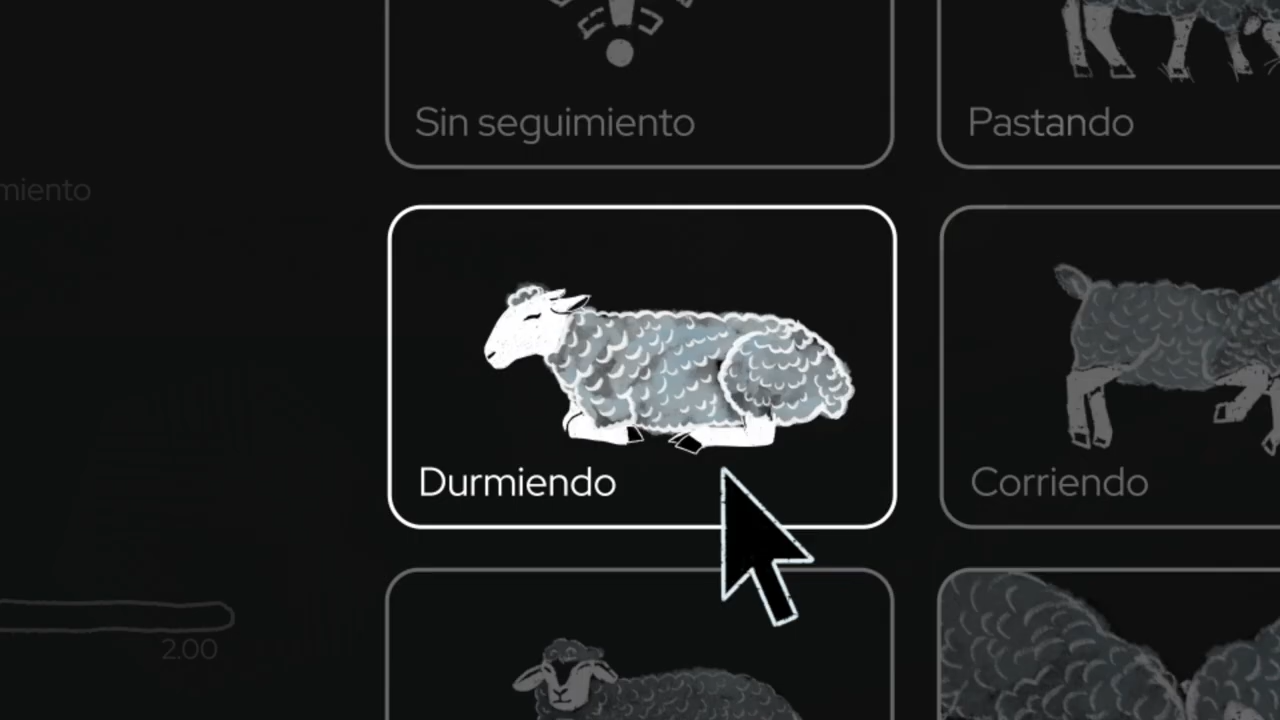 Sin seguimiento
Pastando
miento
Durmiendo
Corriendo
2.00